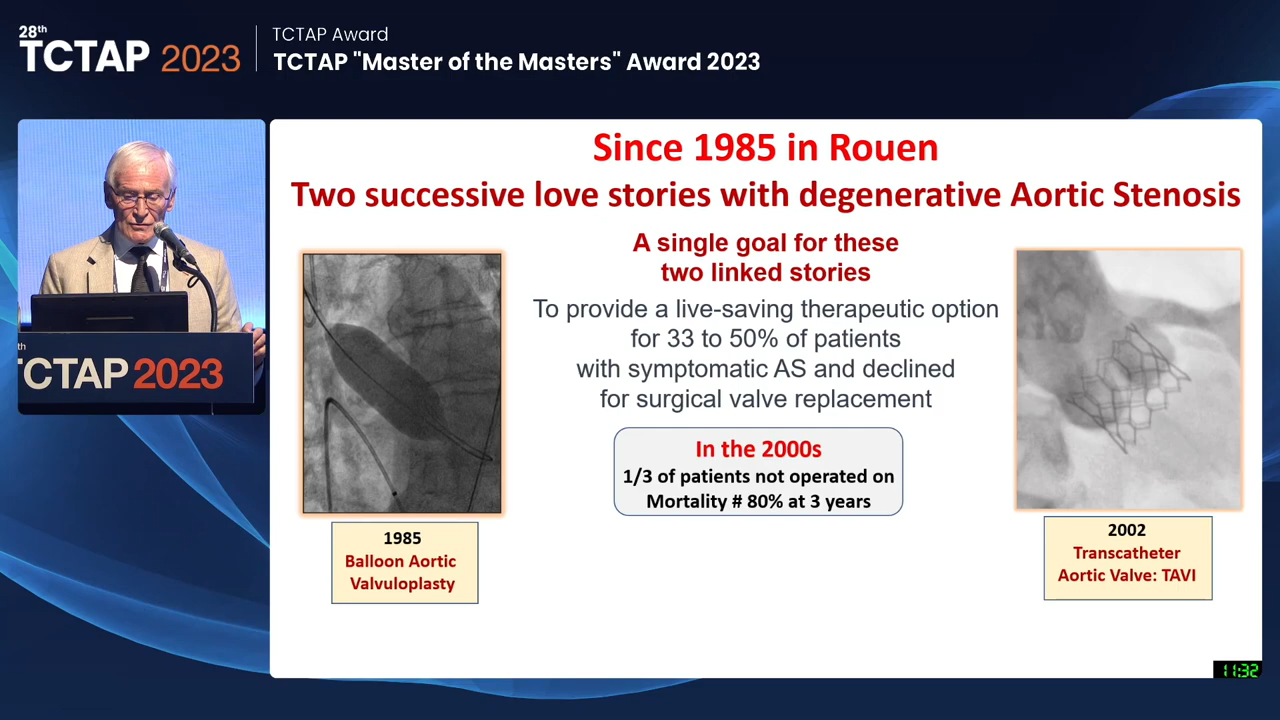 28th
TCTAP 2023
TCTAP Award
TCTAP "Master of the Masters" Award 2023
th
TCTAP 2023
Since 1985 in Rouen
Two successive love stories with degenerative Aortic Stenosis
A single goal for these
two linked stories
To provide a live-saving therapeutic option
for 33 to 50% of patients
with symptomatic AS and declined
for surgical valve replacement
In the 2000s
1/3 of patients not operated on
Mortality # 80% at 3 years
1985
Balloon Aortic
Valvuloplasty
2002
Transcatheter
Aortic Valve: TAVI
11:32